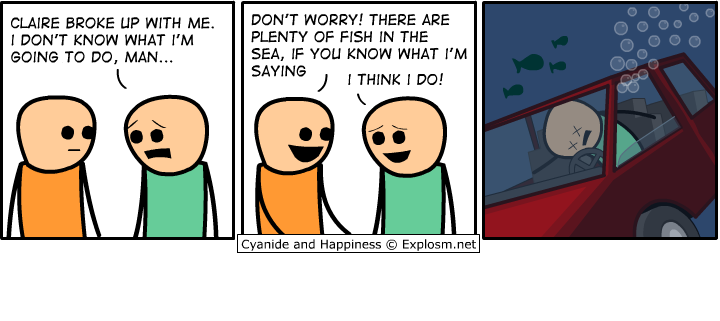 CLAIRE BROKE UP WITH ME.
I DON'T KNOW WHAT I'M
GOING TO DO, MAN...
DON'T WORRY! THERE ARE
PLENTY OF FISH IN THE
SEA, IF YOU KNOW WHAT I'M
SAYING
I THINK I DO!
Cyanide and Happiness © Explosm.net